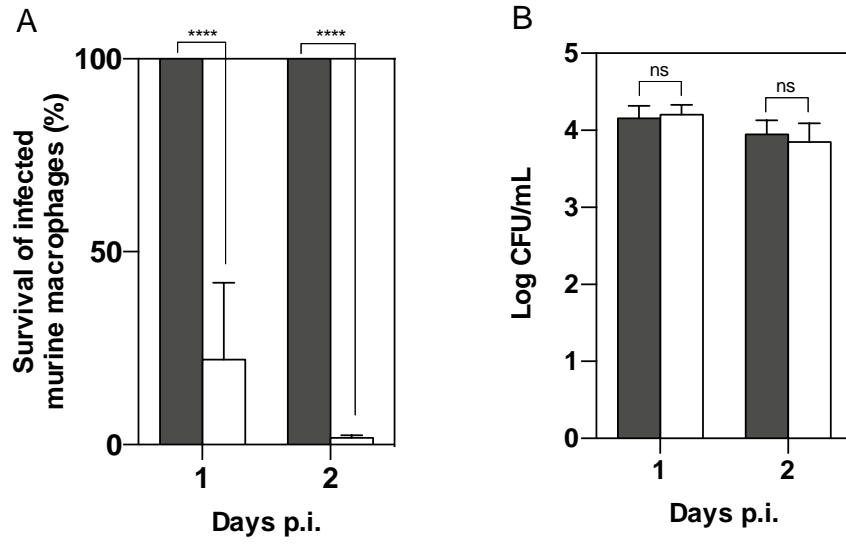 A
Survival of infected
murine macrophages (%)
100
50
0
****
****
1
2
Days p.i.
B
Log CFU/mL
5
4
3
2
1
0
ns
ns
1
2
Days p.i.